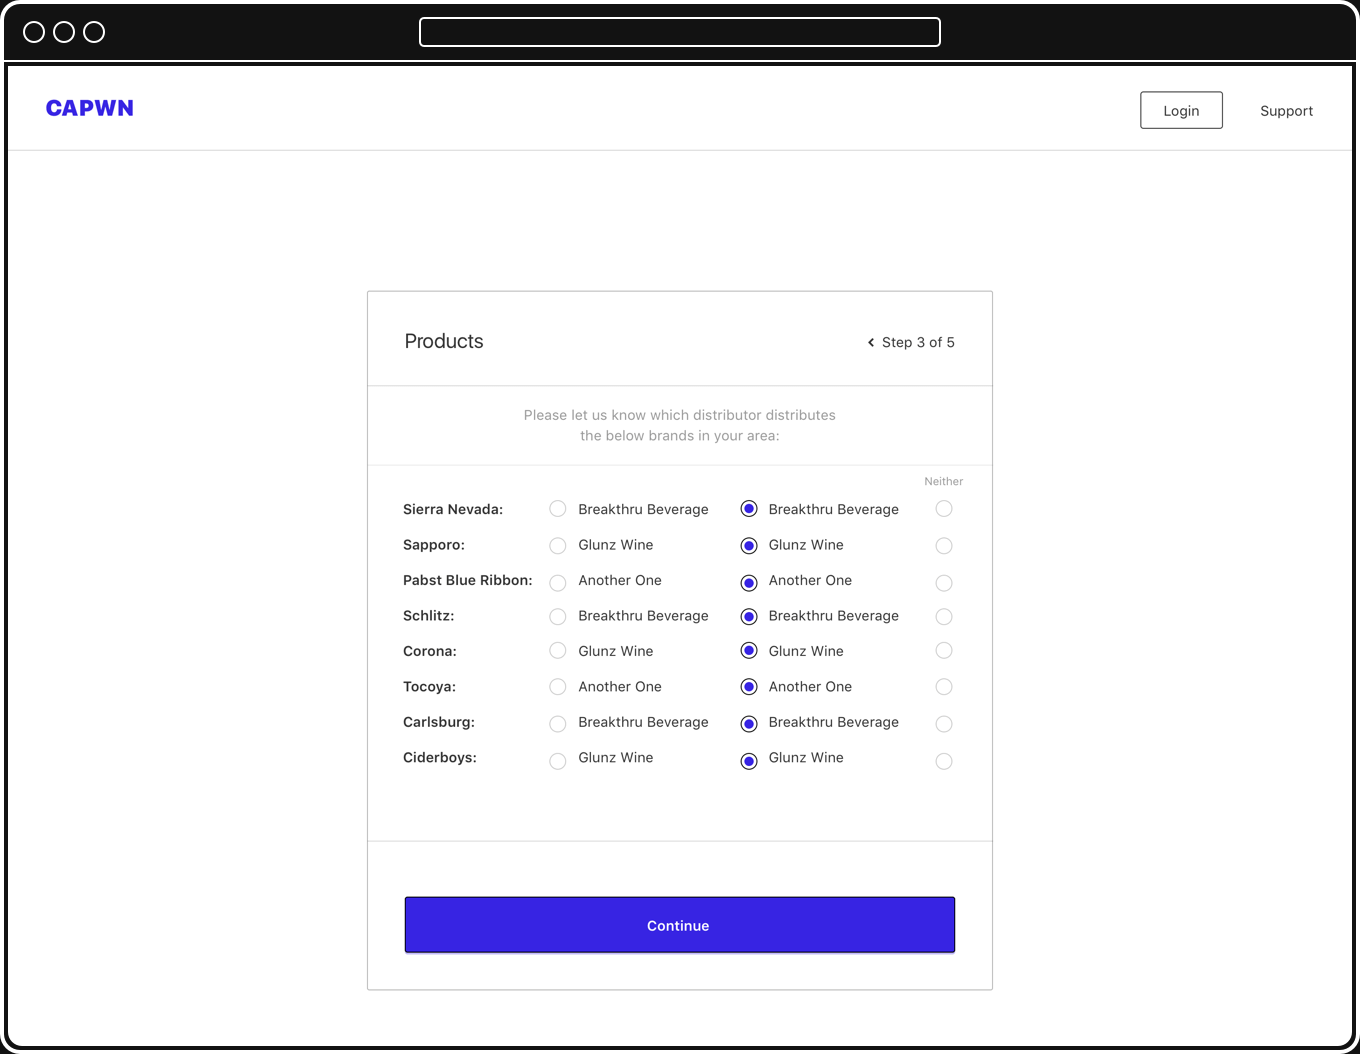 CAPWN
Login
Support
Products
Step 3 of 5
Please let us know which distributor distributes
the below brands in your area:
Neither
Sierra Nevada: Breakthru Beverage Breakthru Beverage
Sapporo: Glunz Wine Glunz Wine
Pabst Blue Ribbon: Another One Another One
Schlitz: Breakthru Beverage Breakthru Beverage
Corona: Glunz Wine Glunz Wine
Tocoya: Another One Another One
Carlsburg: Breakthru Beverage Breakthru Beverage
Ciderboys: Glunz Wine Glunz Wine
Continue